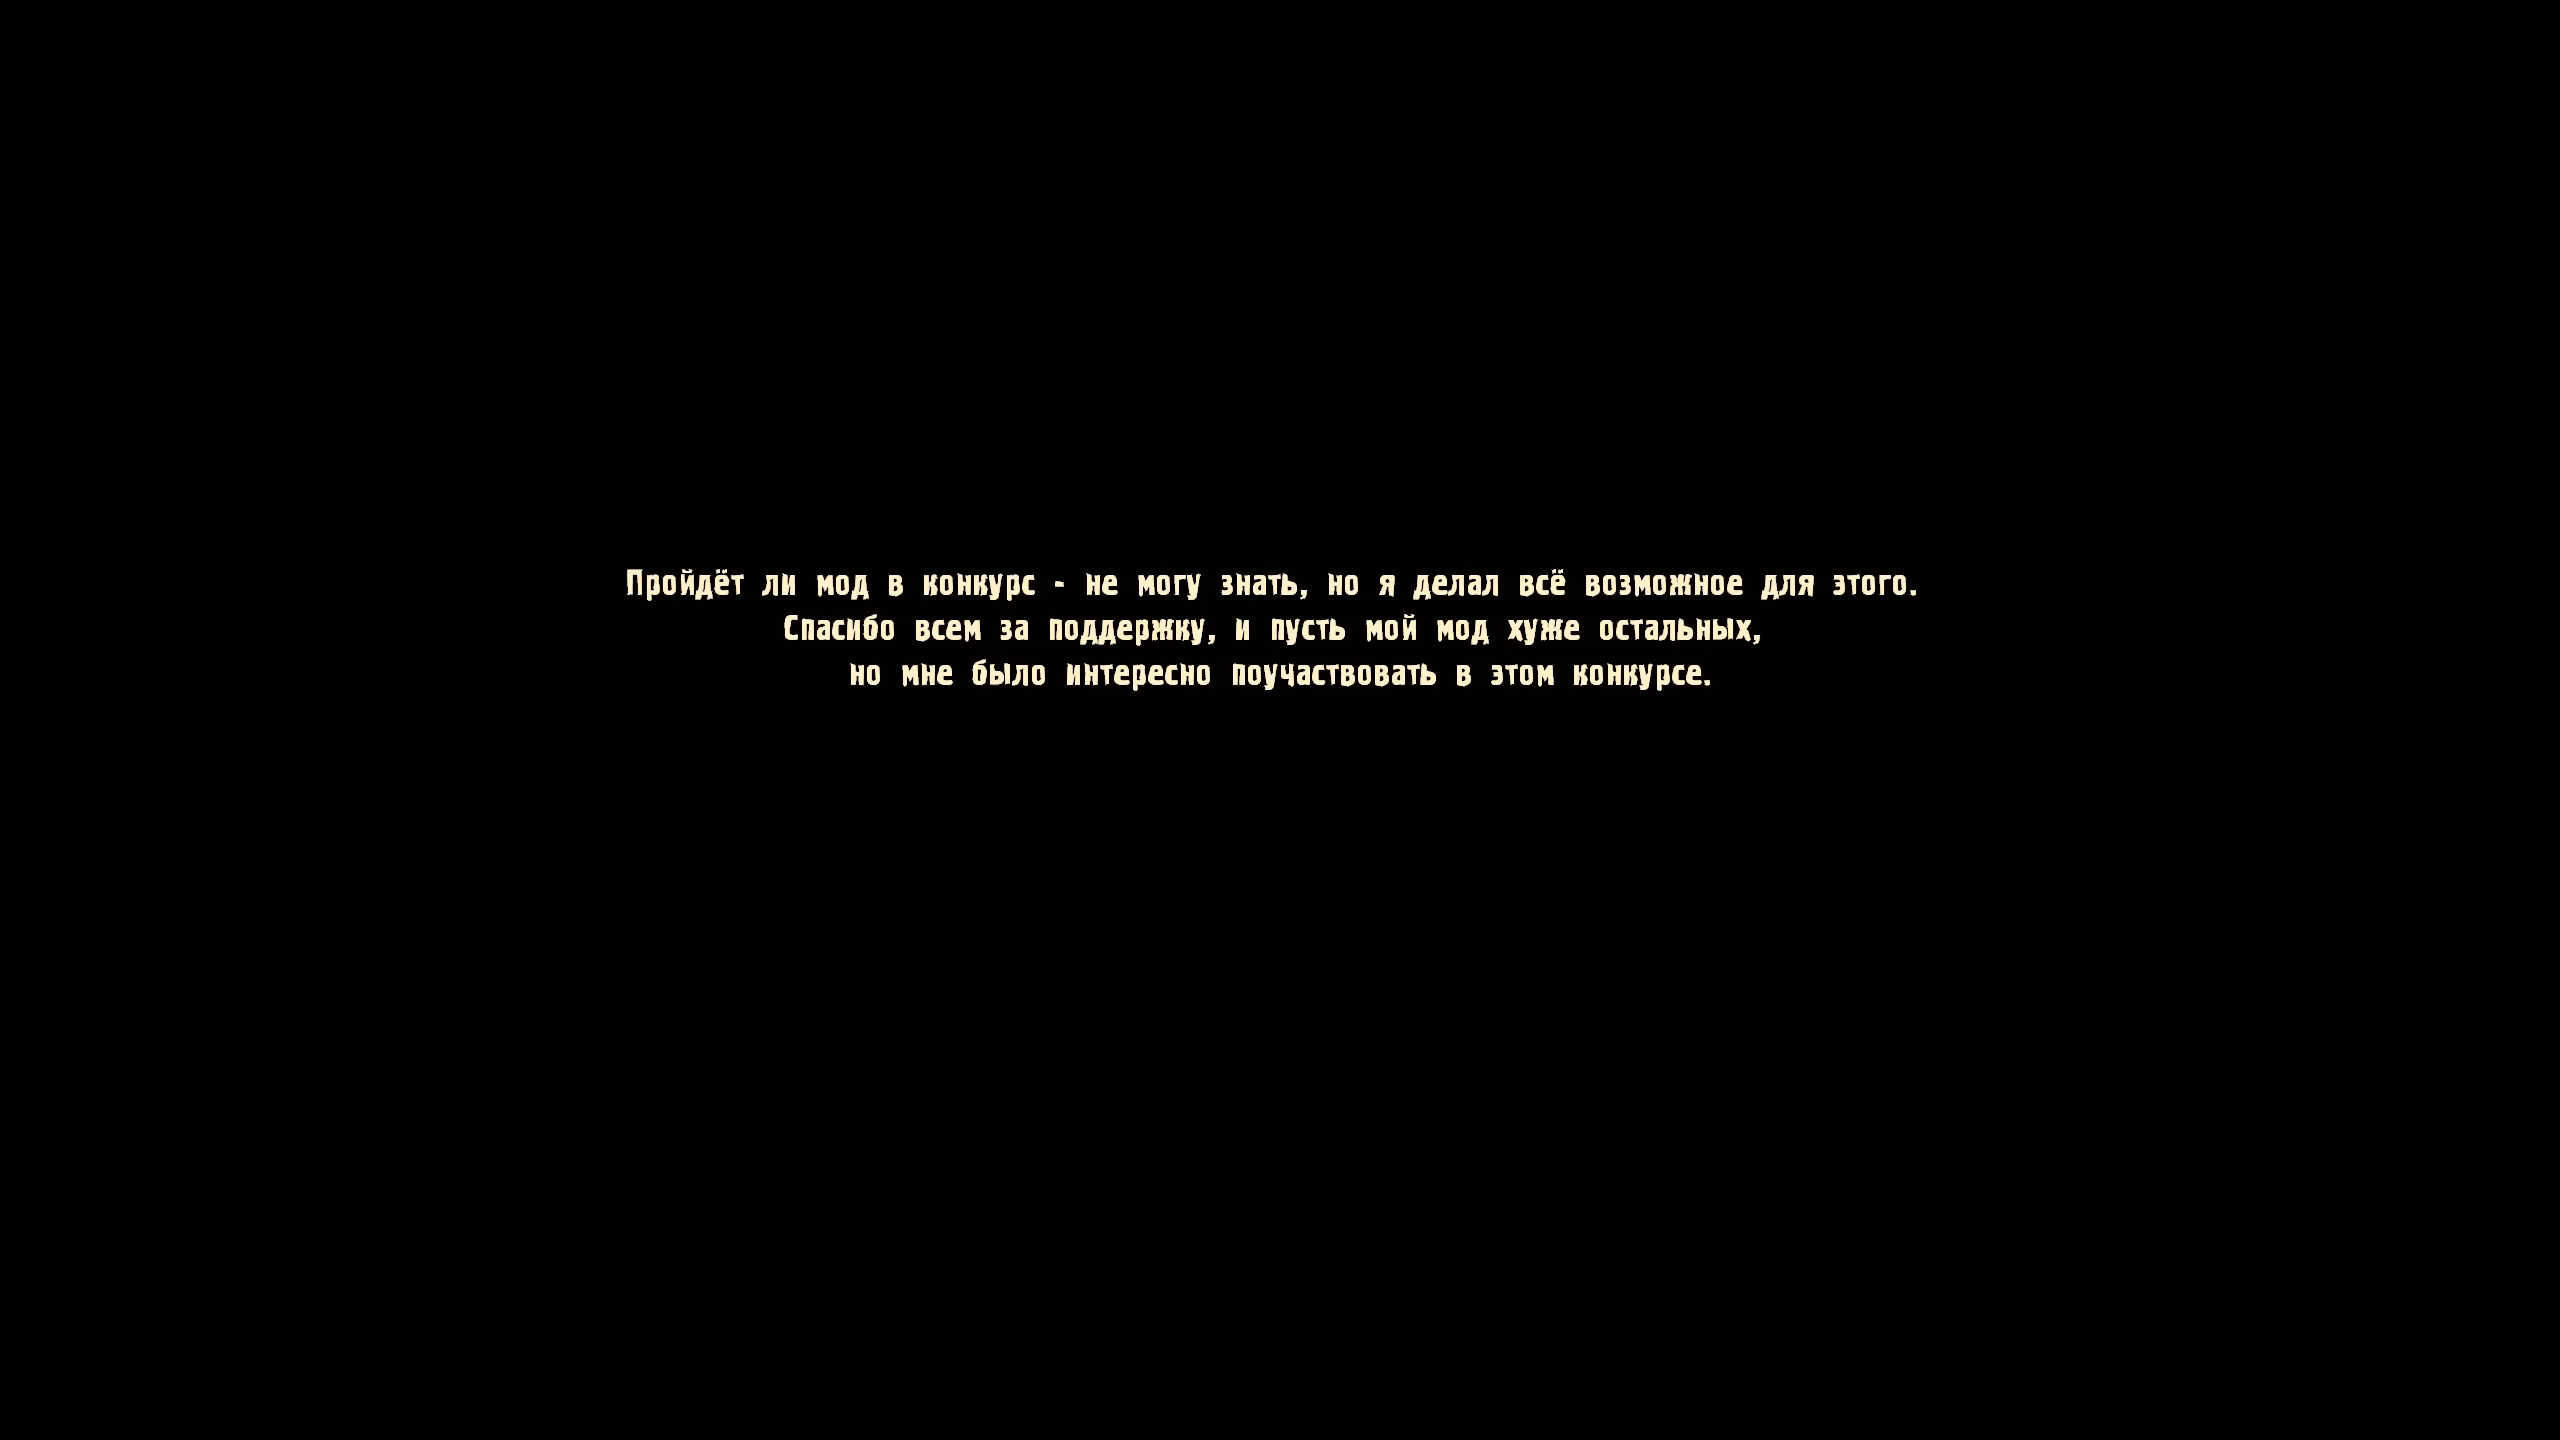 Пройдёт ли мод в конкурс - не могу знать, но я делал всё возможное для этого.
Спасибо всем за поддержку, и пусть мой мод хуже остальных,
но мне было интересно поучаствовать в этом конкурсе.